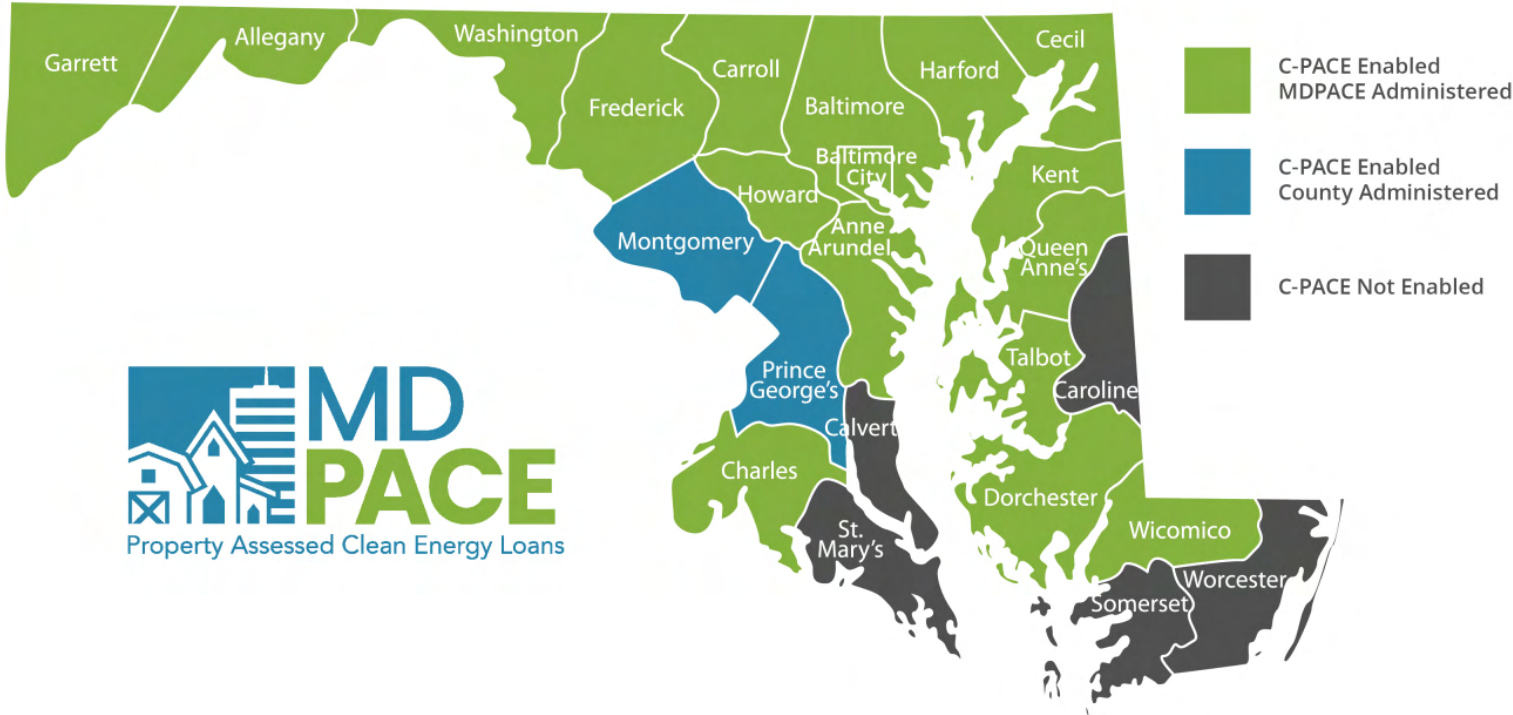 Garrett
Allegany
Washington
Frederick
Carroll
Baltimore
Harford
Cecil
Baltimore
City
Howard
Kent
Montgomery
Anne
Arundel
Queen
Anne's
Prince
George's
Talbot
Caroline
Calvert
Charles
St.
Mary's
Dorchester
Wicomico
Somerset
Worcester
C-PACE Enabled
MDPACE Administered
C-PACE Enabled
County Administered
C-PACE Not Enabled
MD
PACE
Property Assessed Clean Energy Loans